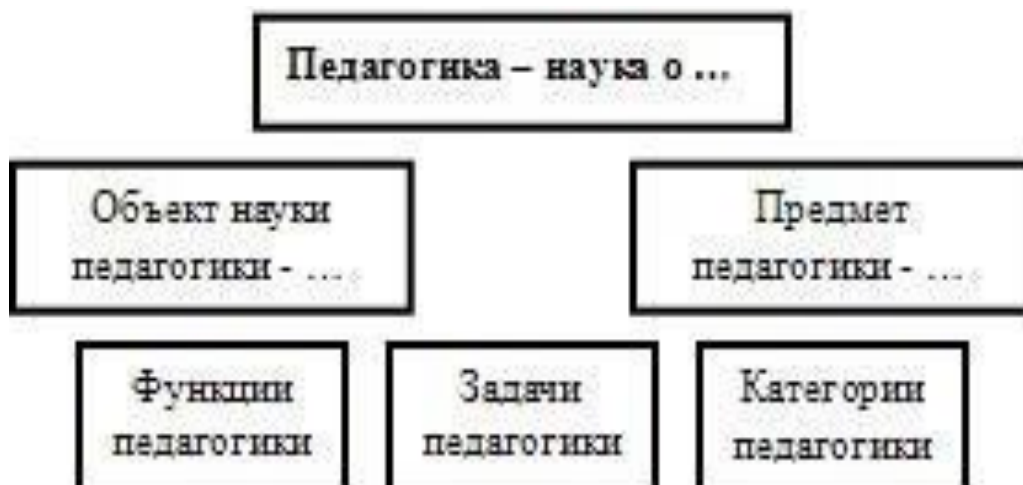 Педагогика – наука о ...
Объект науки
педагогики - ...
Предмет
педагогики - ...
Функции
педагогики
Задачи
педагогики
Категории
педагогики